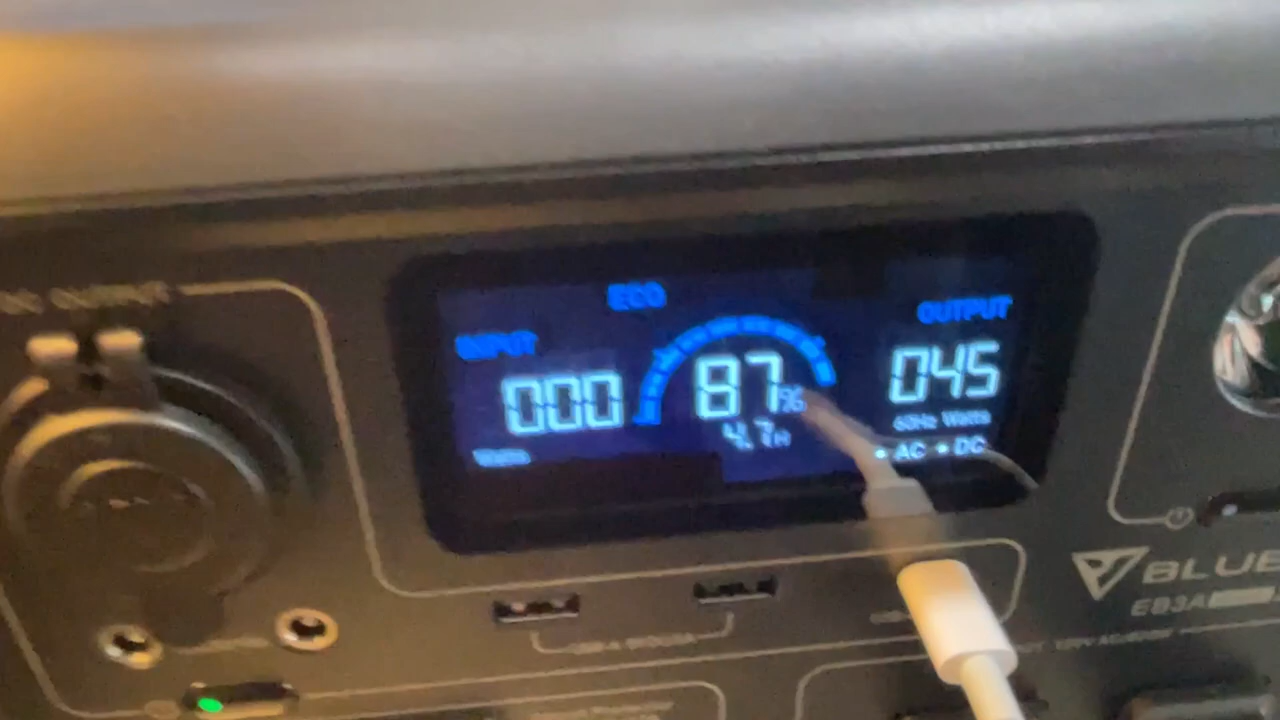 ECO
INPUT
OUTPUT
000
87%
045
4.7H
60Hz Watts
Watts
AC DC
BLUE
EB3A